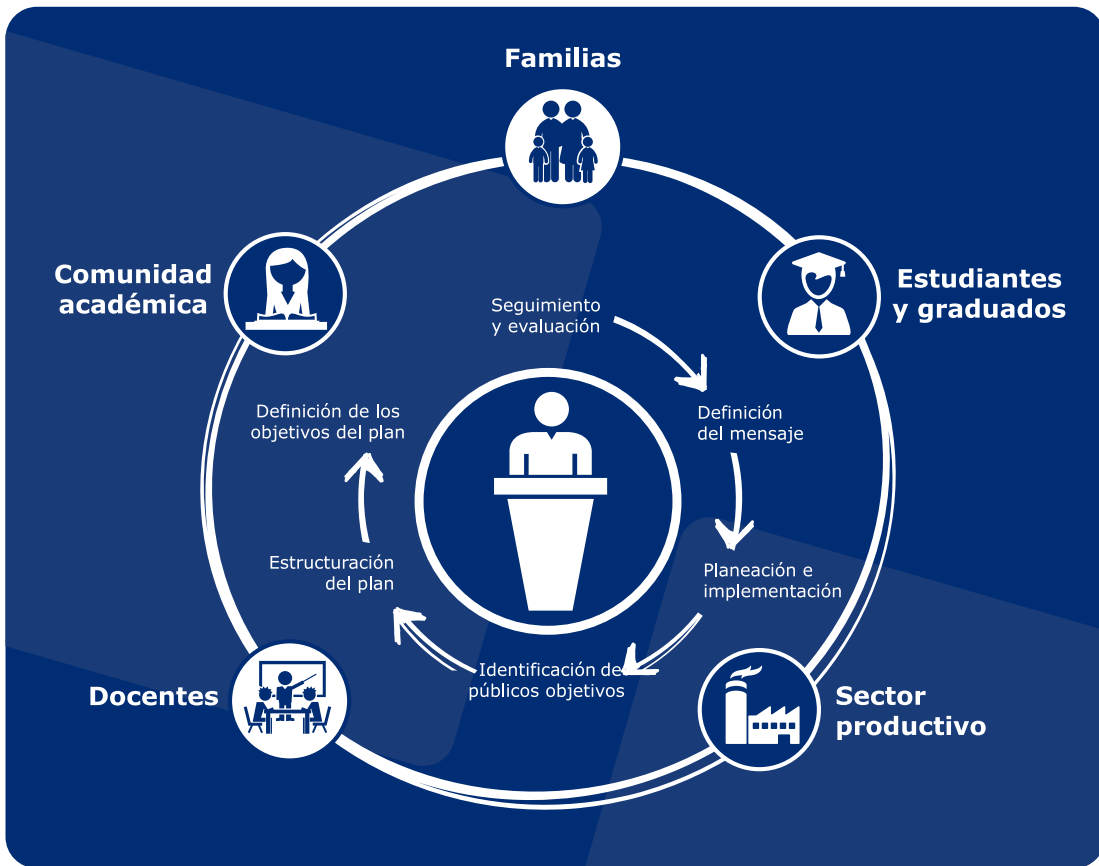 Familias
Comunidad
académica
Estudiantes
y graduados
Seguimiento
y evaluación
Definición de los
objetivos del plan
Definición
del mensaje
Estructuración
del plan
Planeación e
implementación
Identificación de
públicos objetivos
Docentes
Sector
productivo